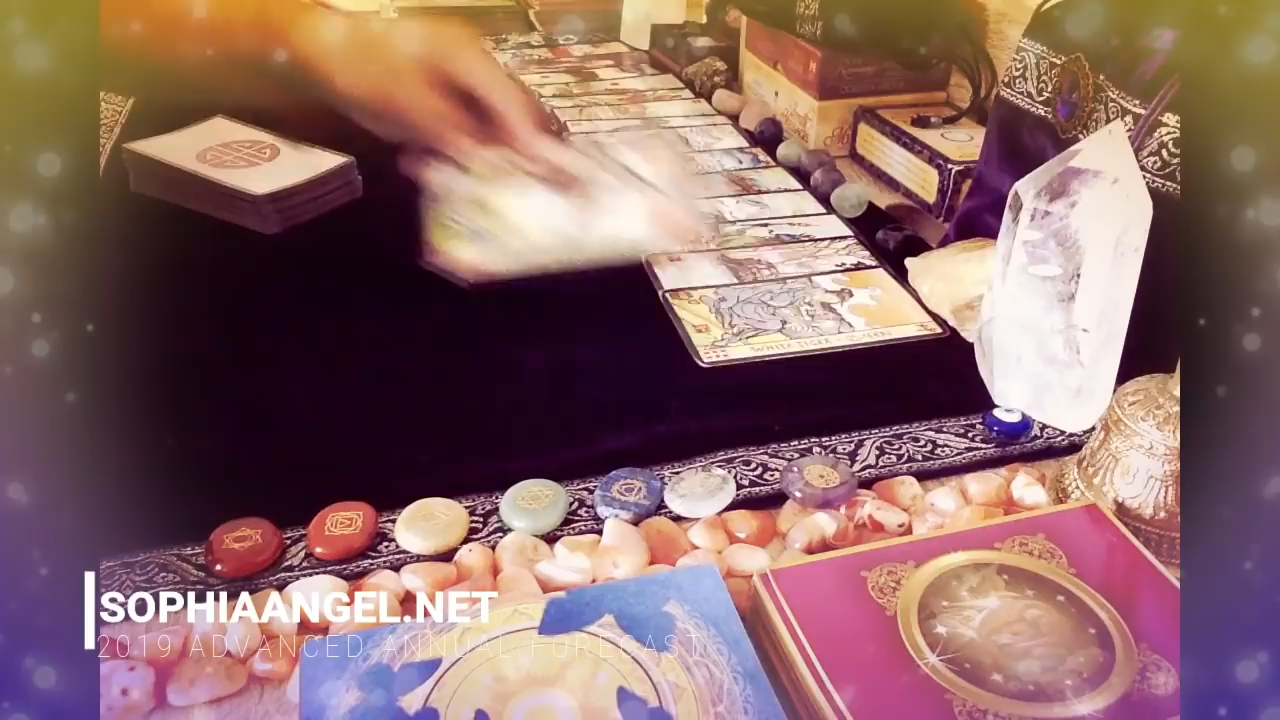 WHITE TIGER - QUEEN
SOPHIAANGEL.NET
2019 ADVANCED ANNUAL FORECAST